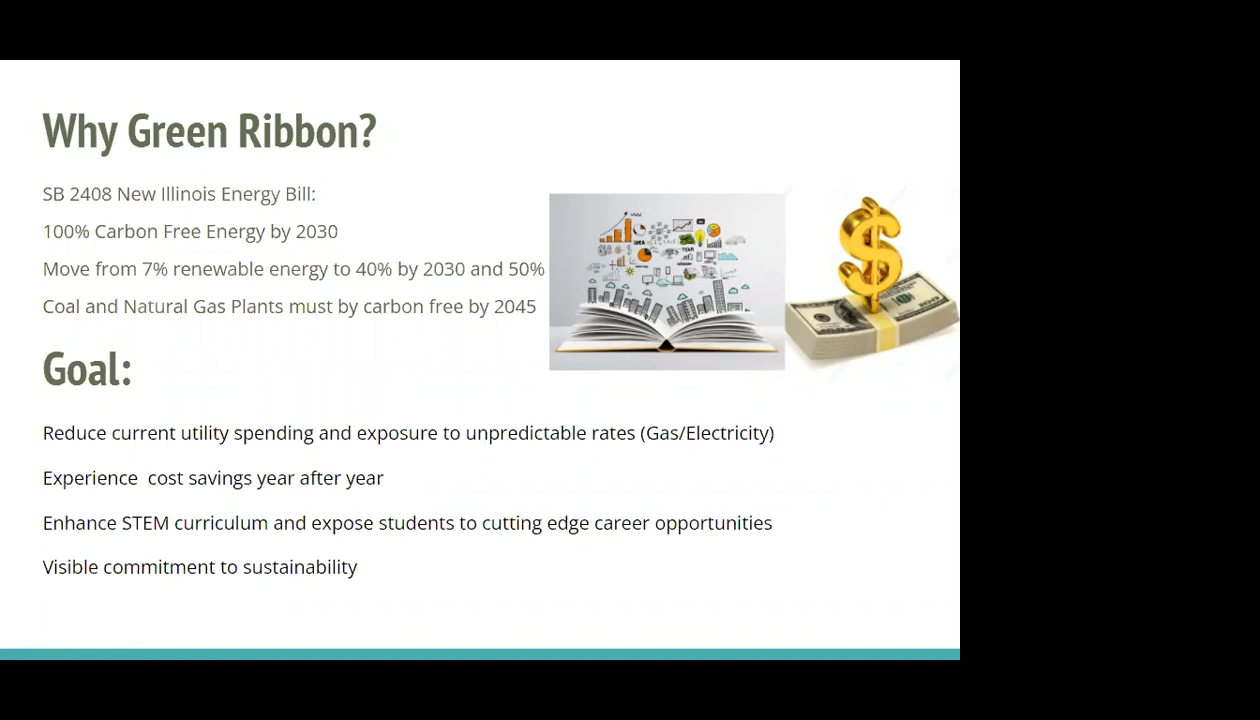 Why Green Ribbon?
SB 2408 New Illinois Energy Bill:
100% Carbon Free Energy by 2030
Move from 7% renewable energy to 40% by 2030 and 50%
Coal and Natural Gas Plants must by carbon free by 2045
Goal:
Reduce current utility spending and exposure to unpredictable rates (Gas/Electricity)
Experience  cost savings year after year
Enhance STEM curriculum and expose students to cutting edge career opportunities
Visible commitment to sustainability
IDEA
TEAM